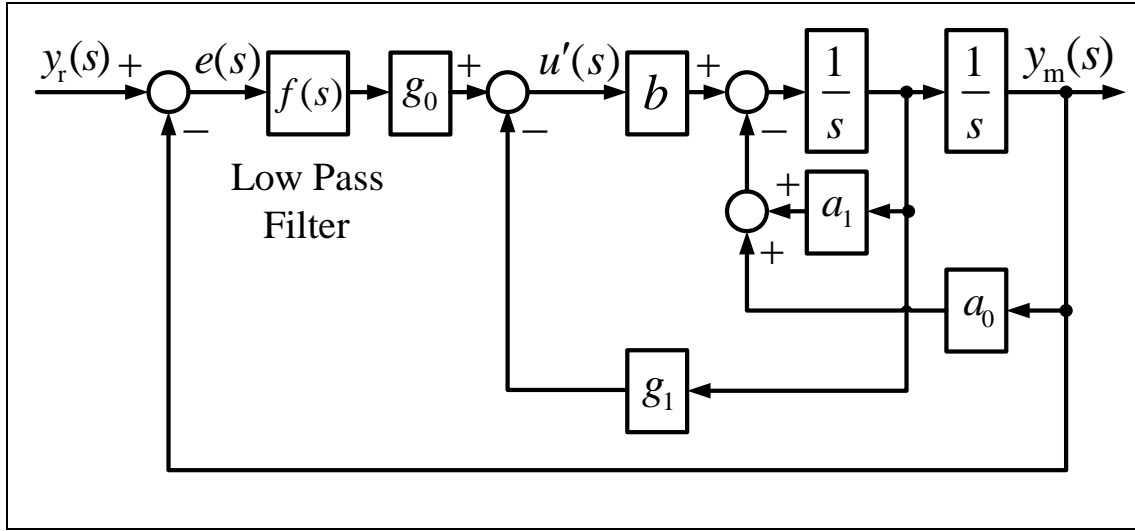 y_r(s) + − e(s) f(s) g_0 + − u′(s) b + − 1/s 1/s y_m(s)
Low Pass
Filter
+ a_1
+
a_0
g_1